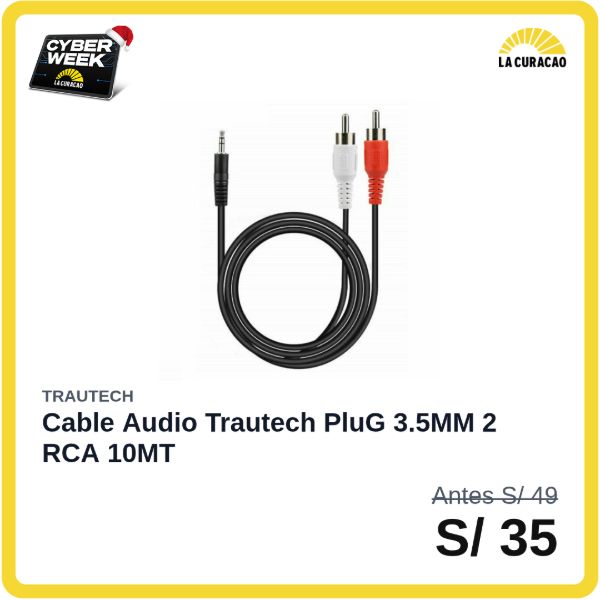 CYBER
WEEK
LA CURACAO
LA CURACAO
TRAUTECH
Cable Audio Trautech PluG 3.5MM 2
RCA 10MT
Antes S/ 49
S/ 35